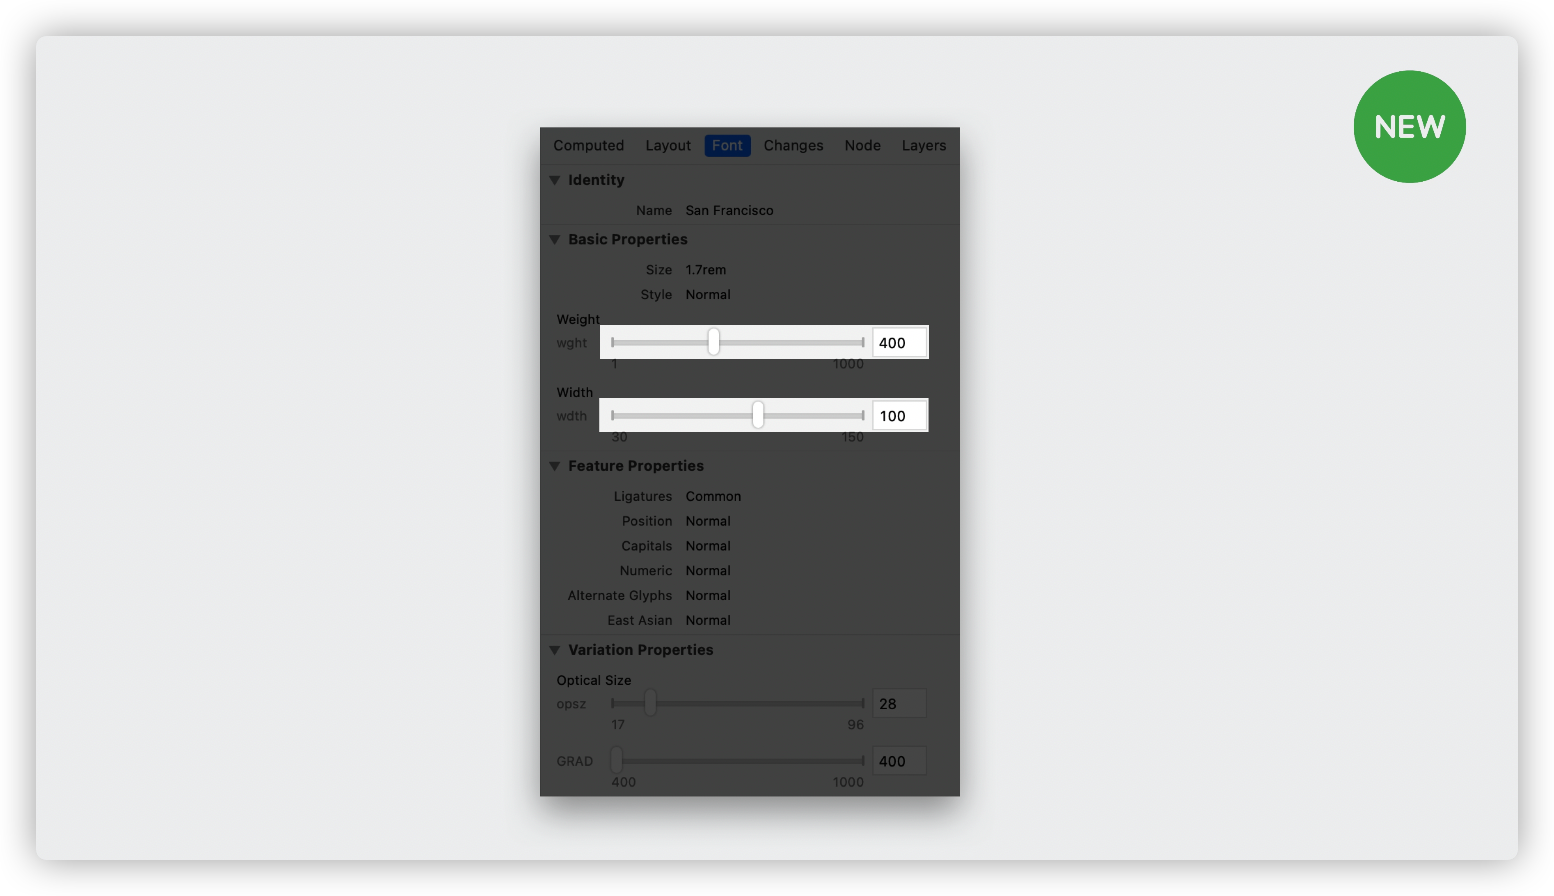 NEW
Computed Layout Font Changes Node Layers
Identity
Name San Francisco
Basic Properties
Size 1.7rem
Style Normal
Weight
wght 400
1 1000
Width
wdth 100
30 150
Feature Properties
Ligatures Common
Position Normal
Capitals Normal
Numeric Normal
Alternate Glyphs Normal
East Asian Normal
Variation Properties
Optical Size
opsz 28
17 96
GRAD 400
400 1000